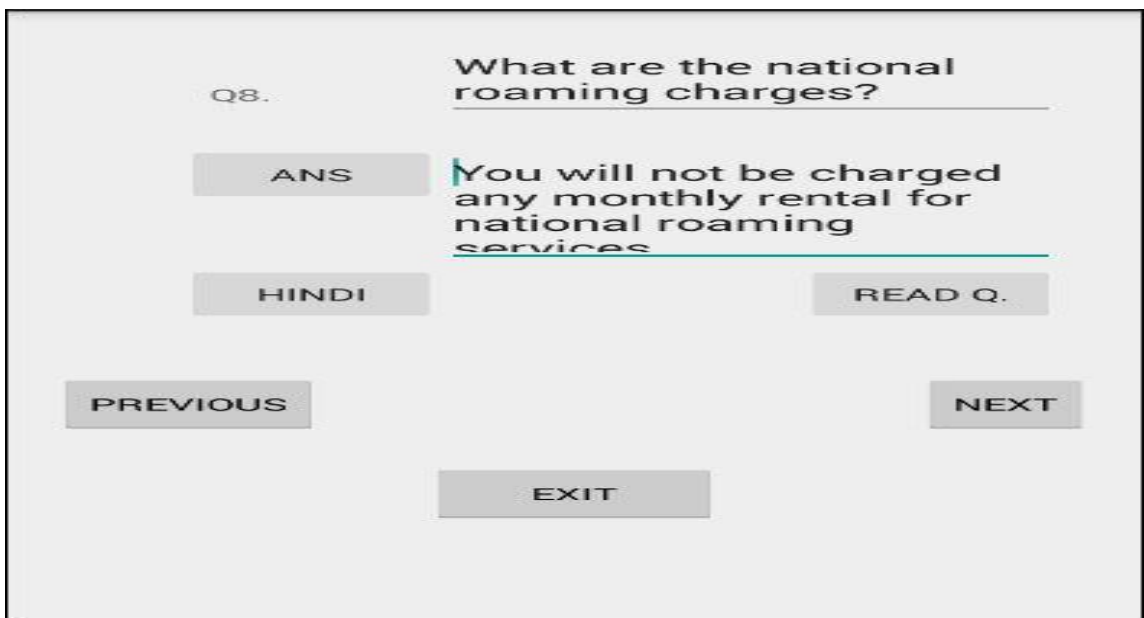 Q8.
What are the national
roaming charges?
ANS
You will not be charged
any monthly rental for
national roaming
services
HINDI
READ Q.
PREVIOUS
NEXT
EXIT